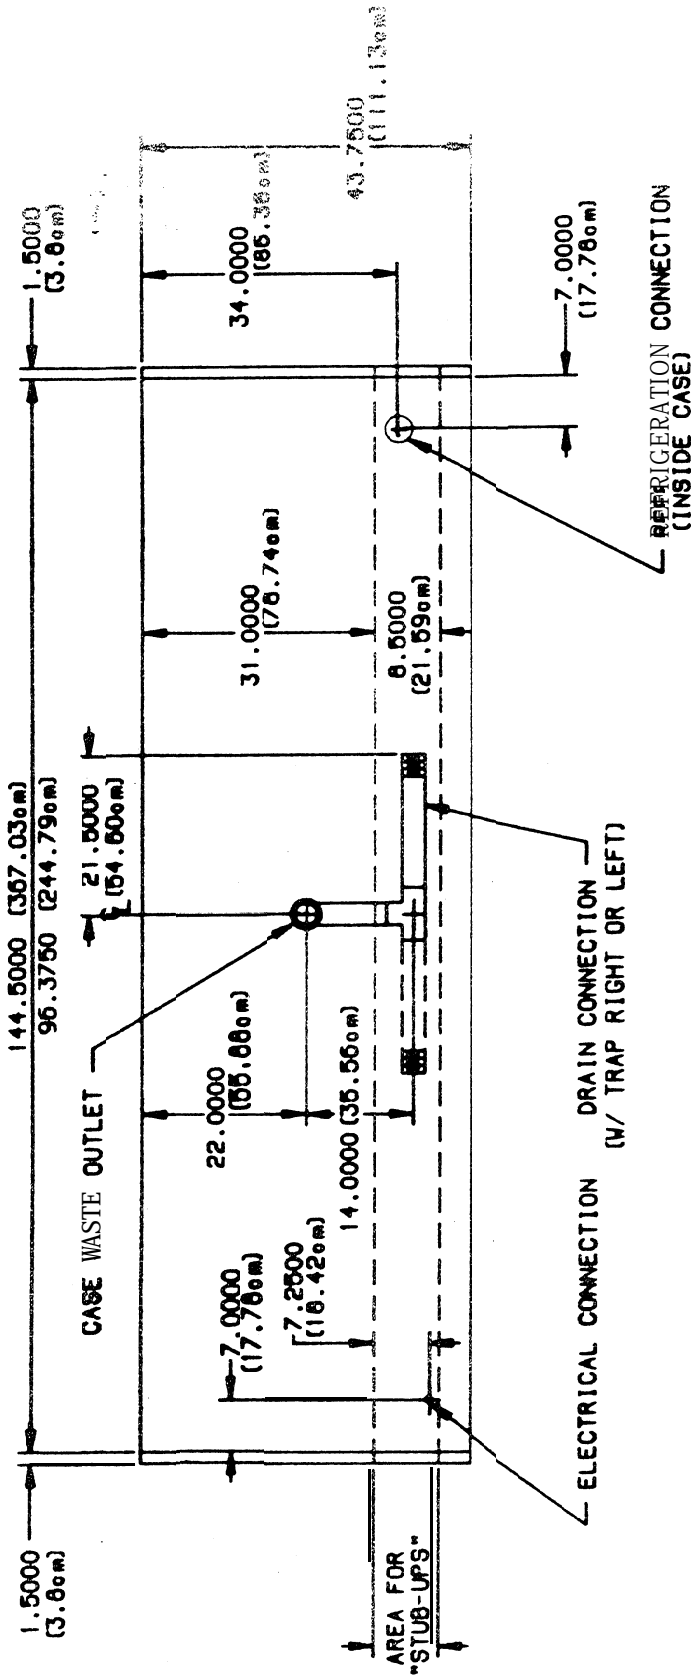 144.5000 (367.03cm)
96.3750 (244.79cm)
1.5000
(3.8cm)
1.5000
(3.8cm)
21.5000
C̲L (54.60cm)
CASE WASTE OUTLET
22.0000
(55.88cm)
31.0000
(78.74cm)
34.0000
(86.36cm)
43.7500
(111.13cm)
7.0000
(17.78cm)
7.2500
(18.42cm)
14.0000 (35.56cm)
8.5000
(21.59cm)
7.0000
(17.78cm)
AREA FOR
"STUB-UPS"
ELECTRICAL CONNECTION
DRAIN CONNECTION
(W/ TRAP RIGHT OR LEFT)
REFRIGERATION CONNECTION
(INSIDE CASE)